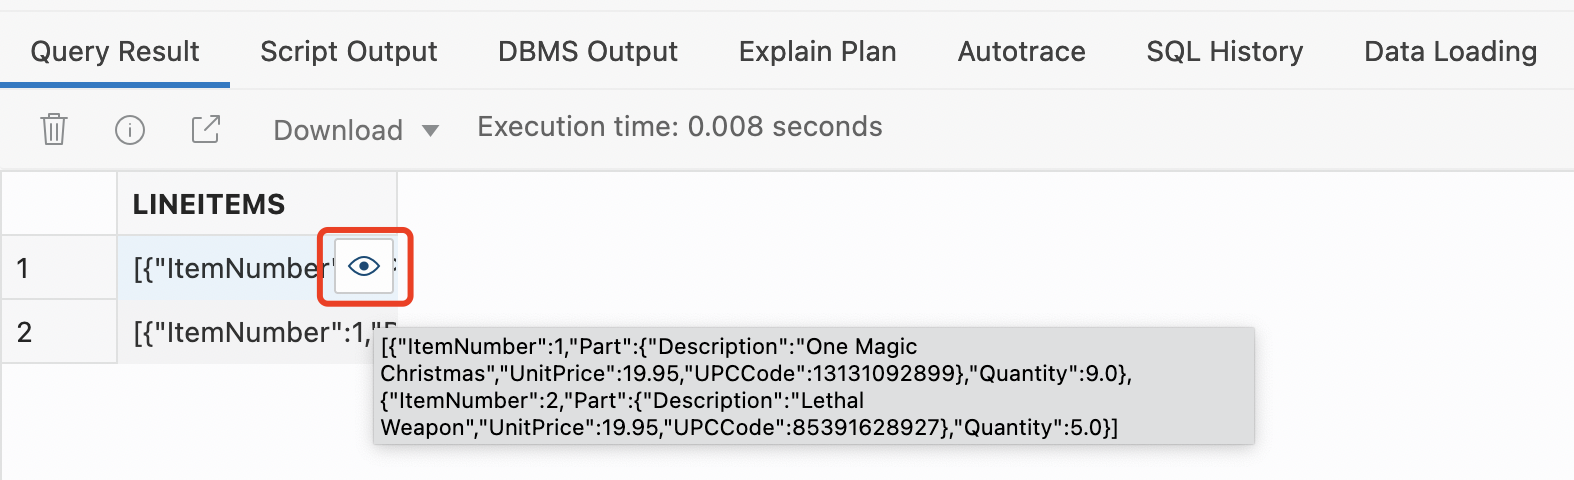 Query Result Script Output DBMS Output Explain Plan Autotrace SQL History Data Loading
Download Execution time: 0.008 seconds
LINEITEMS
1 [{"ItemNumber"
2 [{"ItemNumber":1,"
[{"ItemNumber":1,"Part":{"Description":"One Magic
Christmas","UnitPrice":19.95,"UPCCode":13131092899},"Quantity":9.0},
{"ItemNumber":2,"Part":{"Description":"Lethal
Weapon","UnitPrice":19.95,"UPCCode":85391628927},"Quantity":5.0}]